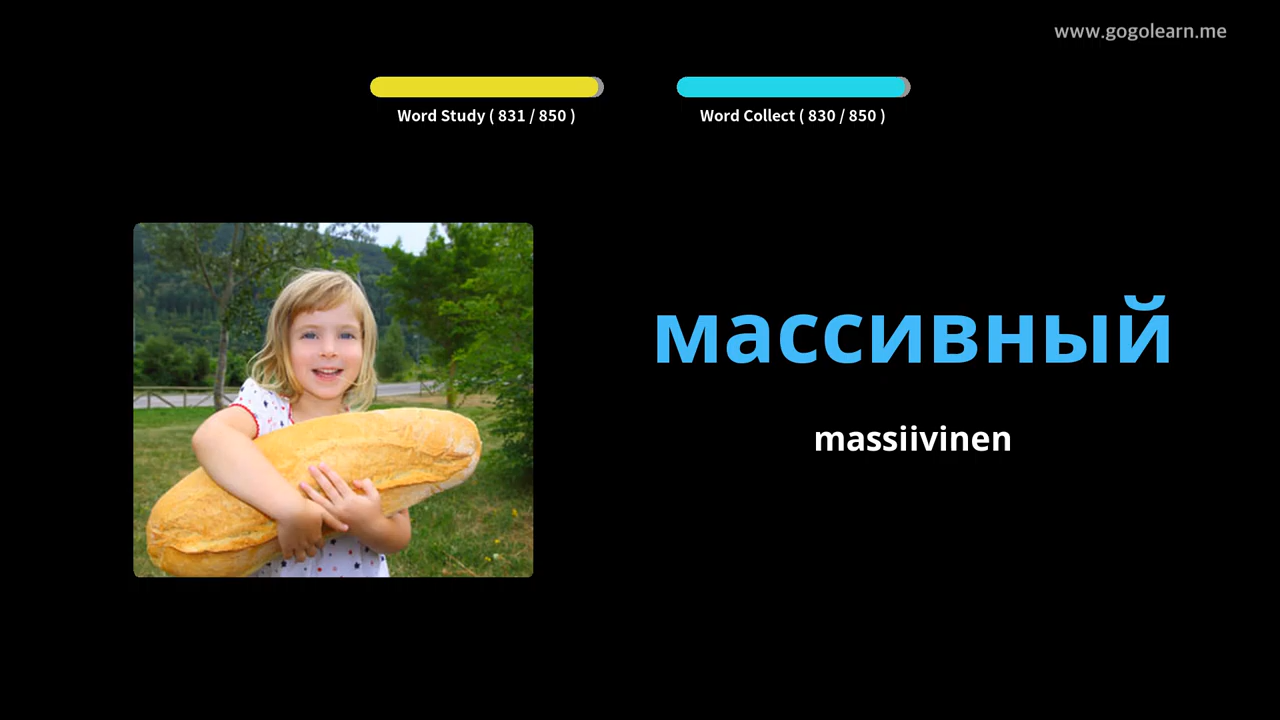 www.gogolearn.me
Word Study ( 831 / 850 )
Word Collect ( 830 / 850 )
массивный
massiivinen